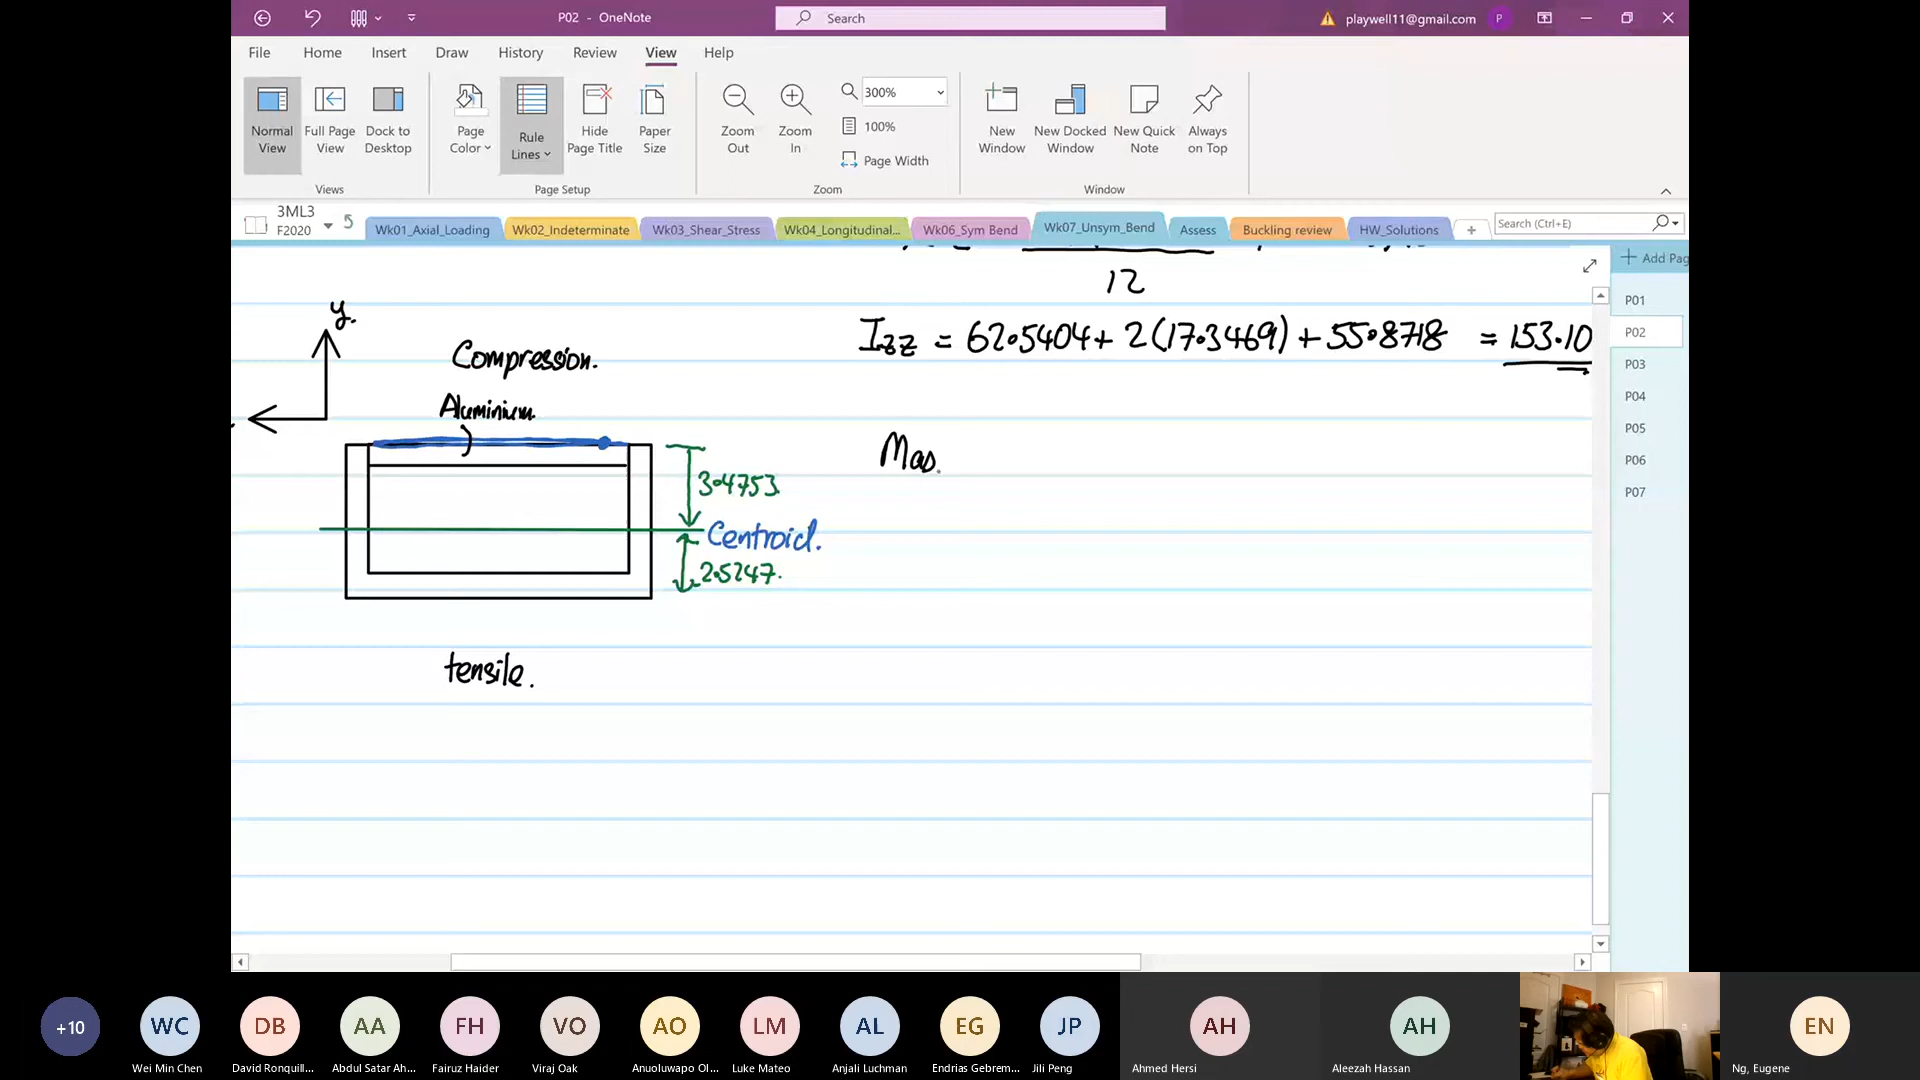 P02 - OneNote
Search
playwell11@gmail.com
P
File Home Insert Draw History Review View Help
Normal View
Full Page View
Dock to Desktop
Page Color
Rule Lines
Hide Page Title
Paper Size
Zoom Out
Zoom In
300%
100%
Page Width
New Window
New Docked Window
New Quick Note
Always on Top
Views Page Setup Zoom Window
3ML3
F2020
Wk01_Axial_Loading Wk02_Indeterminate Wk03_Shear_Stress Wk04_Longitudinal... Wk06_Sym Bend Wk07_Unsym_Bend Assess Buckling review HW_Solutions +
Search (Ctrl+E)
Add Pag
P01
P02
P03
P04
P05
P06
P07
12
Izz = 62.5404 + 2(17.3469) + 55.8718 = 153.10
y.
Compression.
Aluminium
Mas.
3.4753
Centroid.
2.5247.
tensile.
+10 WC DB AA FH VO AO LM AL EG JP AH AH EN
Wei Min Chen David Ronquill... Abdul Satar Ah... Fairuz Haider Viraj Oak Anuoluwapo Ol... Luke Mateo Anjali Luchman Endrias Gebrem... Jili Peng Ahmed Hersi Aleezah Hassan Ng, Eugene